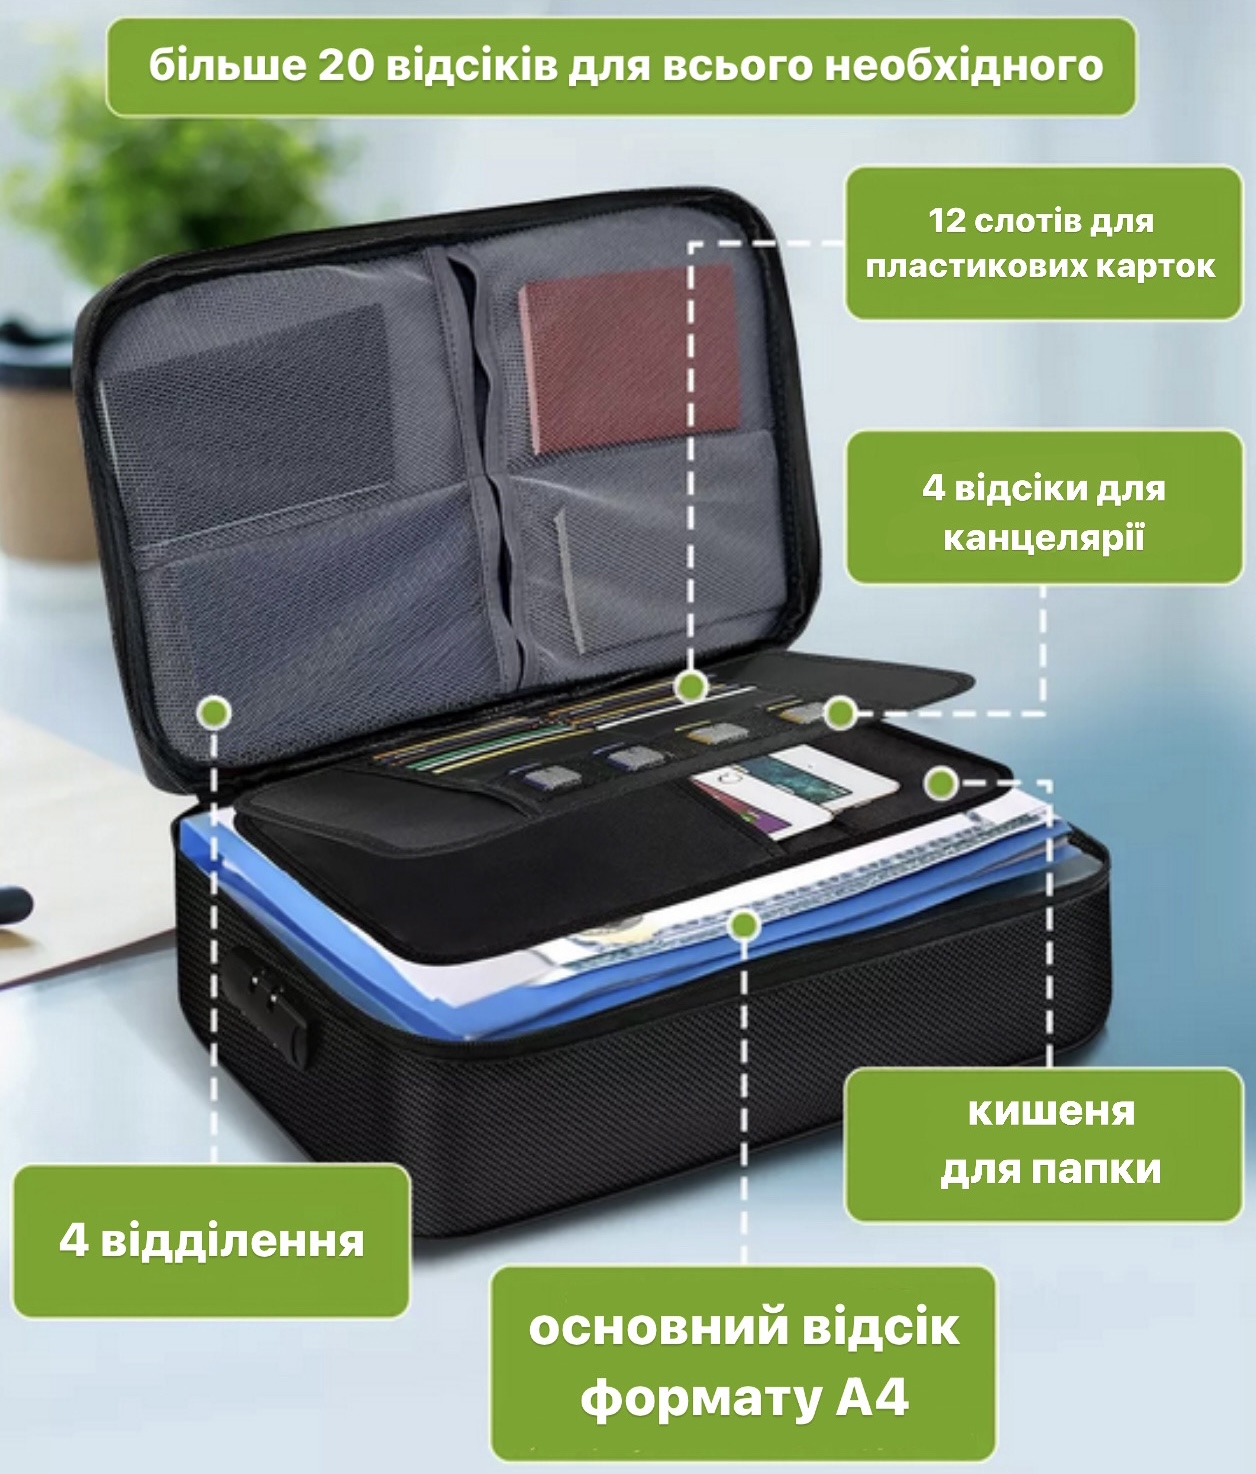 більше 20 відсіків для всього необхідного
12 слотів для
пластикових карток
4 відсіки для
канцелярії
кишеня
для папки
4 відділення
основний відсік
формату А4